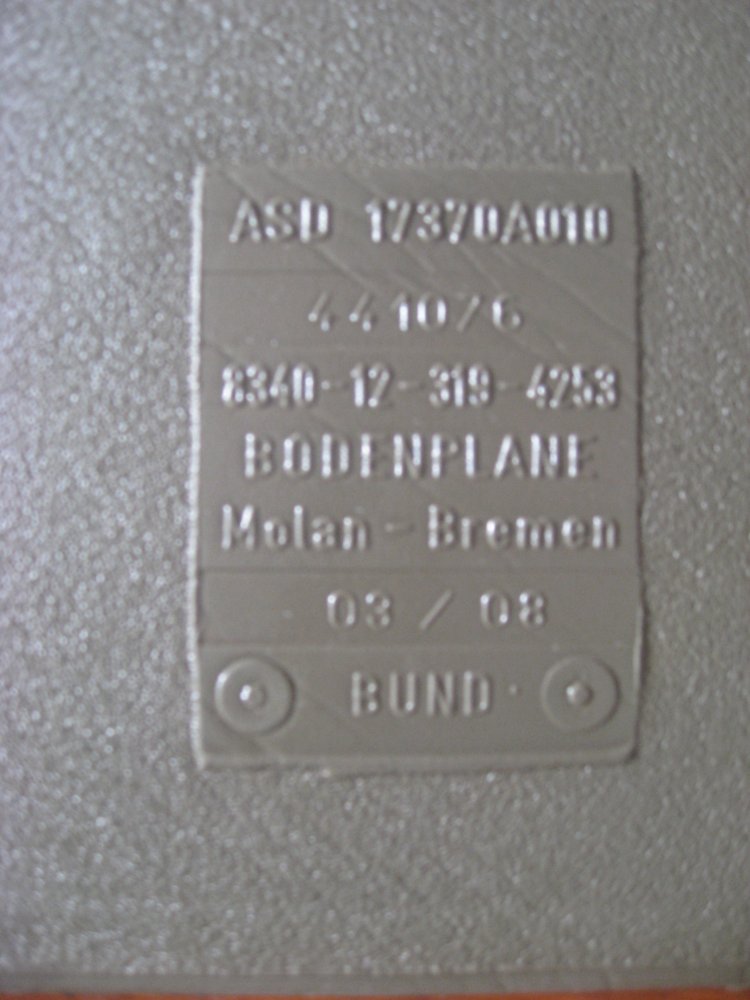 ASD 17370A010
441076
8340-12-319-4253
BODENPLANE
Molan-Bremen
03 / 08
BUND